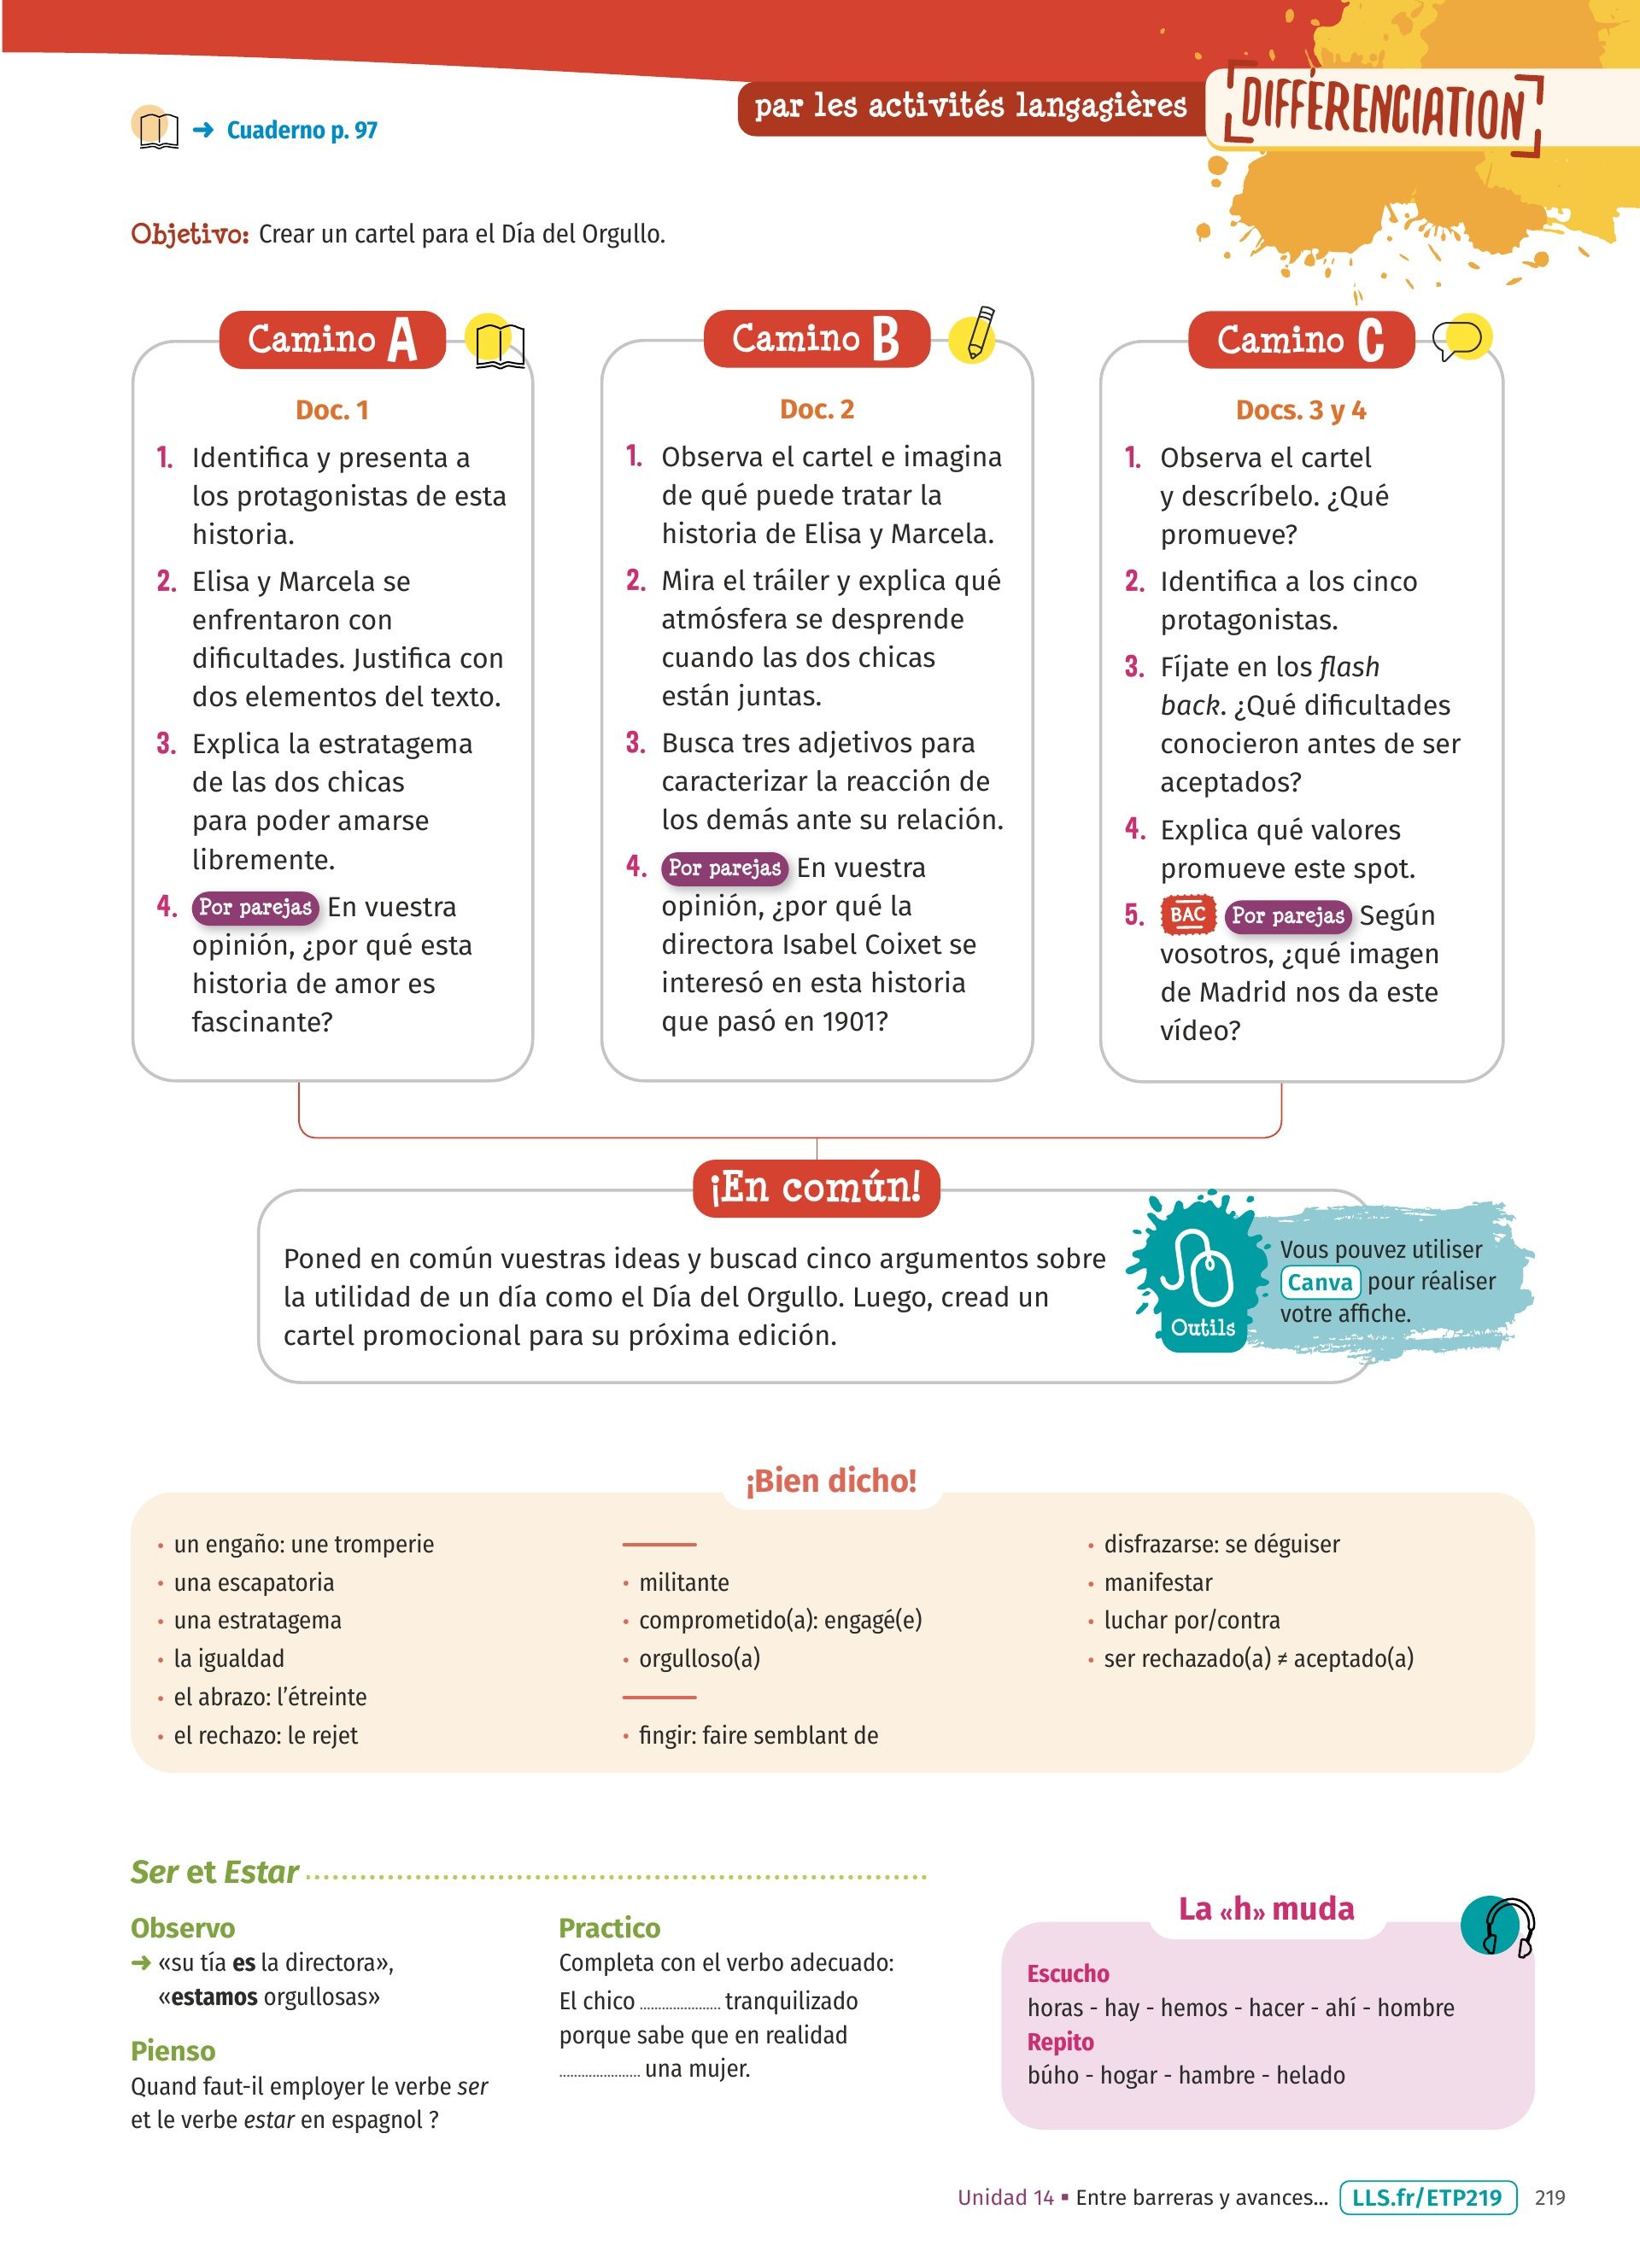 par les activités langagières
DIFFÉRENCIATION
➜ Cuaderno p. 97
Objetivo: Crear un cartel para el Día del Orgullo.
Camino A
Doc. 1
1. Identifica y presenta a
los protagonistas de esta
historia.
2. Elisa y Marcela se
enfrentaron con
dificultades. Justifica con
dos elementos del texto.
3. Explica la estratagema
de las dos chicas
para poder amarse
libremente.
4. Por parejas En vuestra
opinión, ¿por qué esta
historia de amor es
fascinante?
Camino B
Doc. 2
1. Observa el cartel e imagina
de qué puede tratar la
historia de Elisa y Marcela.
2. Mira el tráiler y explica qué
atmósfera se desprende
cuando las dos chicas
están juntas.
3. Busca tres adjetivos para
caracterizar la reacción de
los demás ante su relación.
4. Por parejas En vuestra
opinión, ¿por qué la
directora Isabel Coixet se
interesó en esta historia
que pasó en 1901?
Camino C
Docs. 3 y 4
1. Observa el cartel
y descríbelo. ¿Qué
promueve?
2. Identifica a los cinco
protagonistas.
3. Fíjate en los flash
back. ¿Qué dificultades
conocieron antes de ser
aceptados?
4. Explica qué valores
promueve este spot.
5. BAC Por parejas Según
vosotros, ¿qué imagen
de Madrid nos da este
vídeo?
¡En común!
Poned en común vuestras ideas y buscad cinco argumentos sobre
la utilidad de un día como el Día del Orgullo. Luego, cread un
cartel promocional para su próxima edición.
Outils
Vous pouvez utiliser
Canva pour réaliser
votre affiche.
¡Bien dicho!
• un engaño: une tromperie
• una escapatoria
• una estratagema
• la igualdad
• el abrazo: l'étreinte
• el rechazo: le rejet
• militante
• comprometido(a): engagé(e)
• orgulloso(a)
• fingir: faire semblant de
• disfrazarse: se déguiser
• manifestar
• luchar por/contra
• ser rechazado(a) ≠ aceptado(a)
Ser et Estar
Observo
➜ «su tía es la directora»,
«estamos orgullosas»
Pienso
Quand faut-il employer le verbe ser
et le verbe estar en espagnol ?
Practico
Completa con el verbo adecuado:
El chico ...................... tranquilizado
porque sabe que en realidad
...................... una mujer.
La «h» muda
Escucho
horas - hay - hemos - hacer - ahí - hombre
Repito
búho - hogar - hambre - helado
Unidad 14 ▪ Entre barreras y avances... LLS.fr/ETP219 219